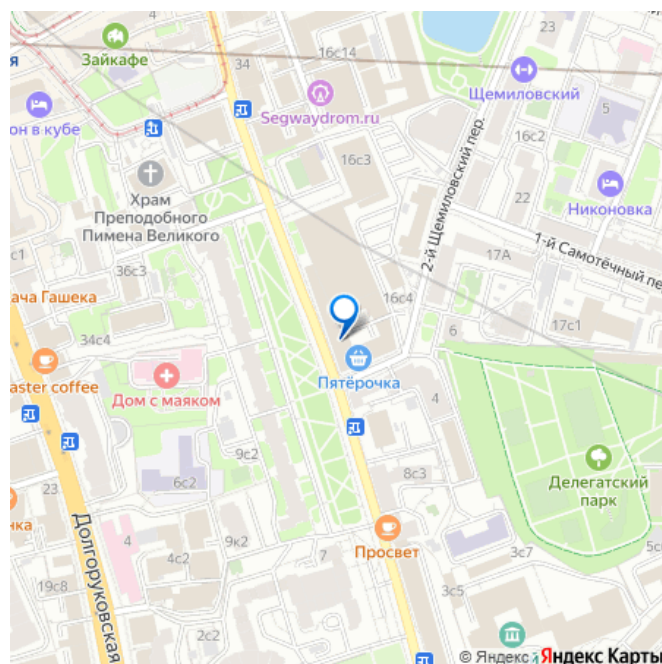 23
16с14
Зайкафе
34
Щемиловский
Segwaydrom.ru
он в кубе
16с2
5
16с3
Храм
Преподобного
Пимена Великого
2-й Щемиловский пер.
22
Никоновка
с1
36с3
17А
1-й Самотёчный пер
ача Гашека
16с4
34с4
6
17с1
aster coffee
Пятёрочка
Дом с маяком
4
9с2
8с3
Делегатский
парк
23
6с2
нка
4
Долгоруковская
9к2
7
Просвет
3с7
5с
4с2
19с8
3с5
2с2
© Яндекс
й
Яндекс Карты